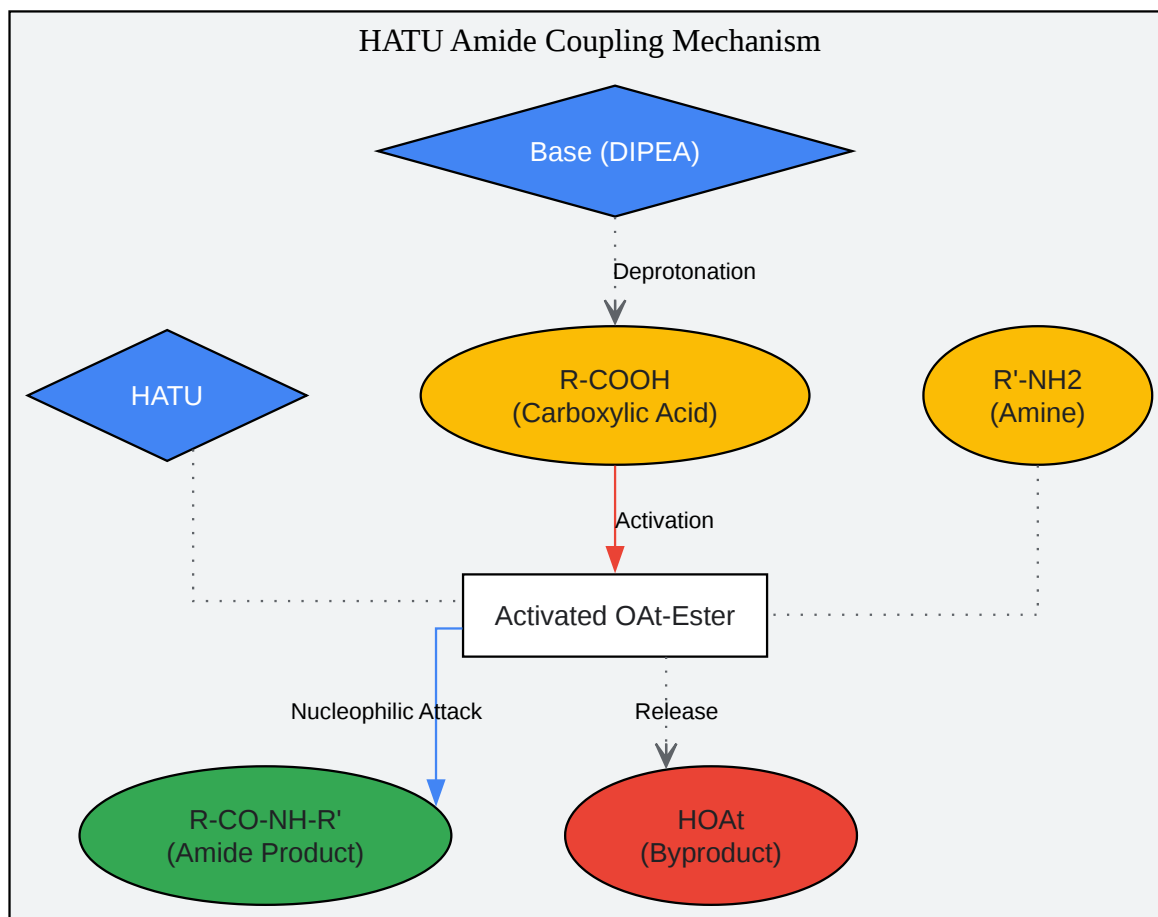 HATU Amide Coupling Mechanism
Base (DIPEA)
Deprotonation
HATU
R-COOH
(Carboxylic Acid)
R'-NH2
(Amine)
Activation
Activated OAt-Ester
Nucleophilic Attack
Release
R-CO-NH-R'
(Amide Product)
HOAt
(Byproduct)